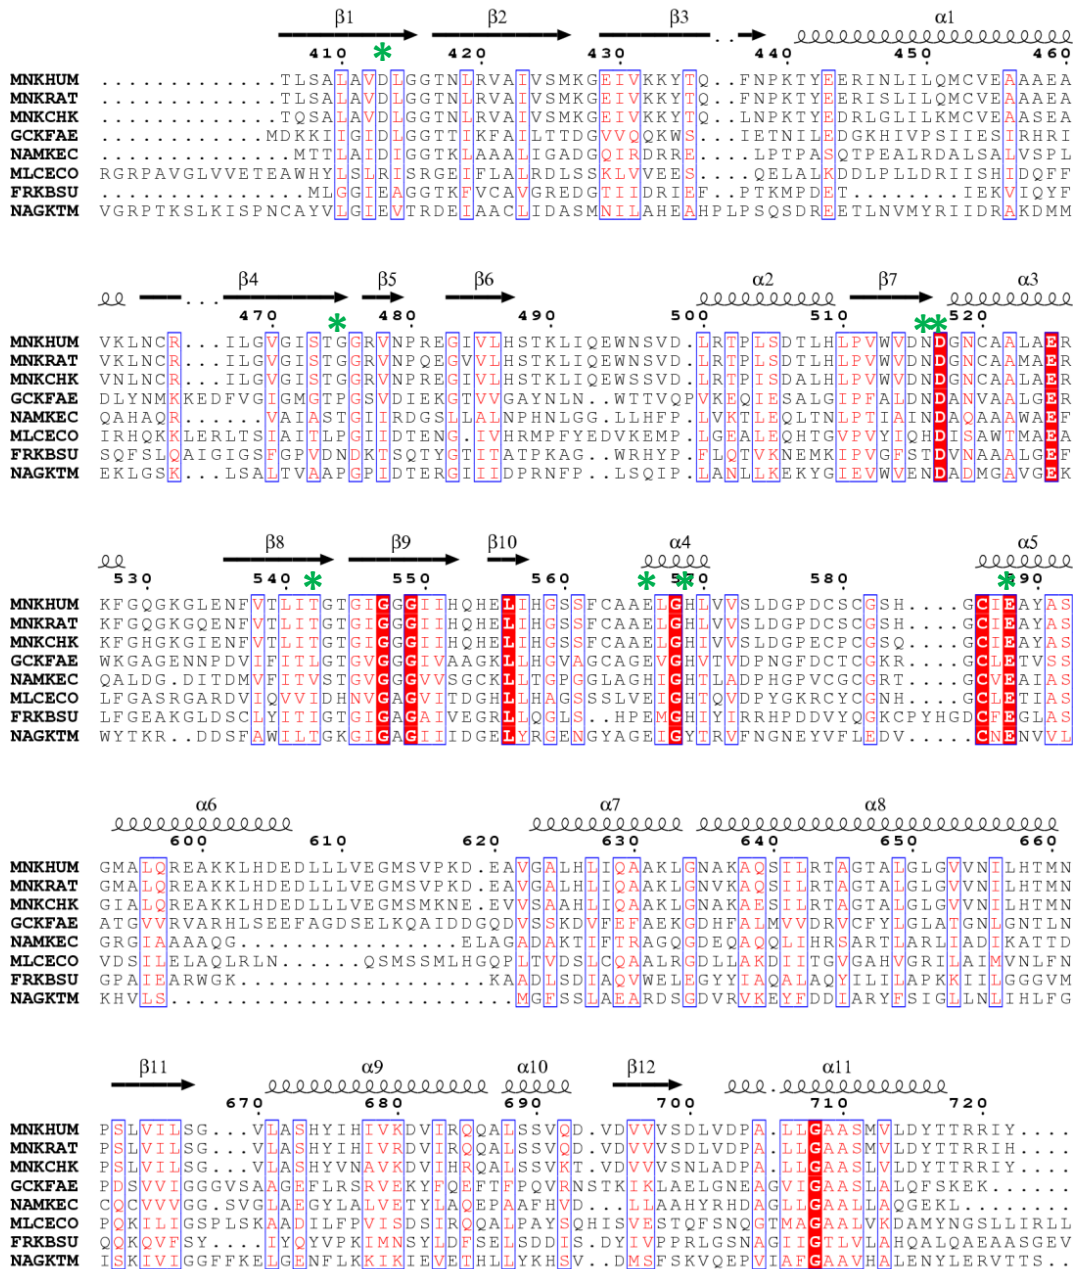 β1 β2 β3 α1
410 * 420 430 440 450 460
MNKHUM ....................TLSALAVDLGGTNLRVAIVSMKGEIVKKYTQ..FNPKTYEERINLILQMCVEAAAEA
MNKRAT ....................TLSALAVDLGGTNLRVAIVSMKGEIVKKYTQ..FNPKTYEERISLILQMCVEAAAEA
MNKCHK ....................TQSALAVDLGGTNLRVAIVSMKGEIVKKYTQ..LNPKTYEDRLGLILKMCVEAASEA
GCKFAE ............MDKKIIGIDLGGTTIKFAILTTDGVVQQKWS...IETNILEDGKHIVPSIIESIRHRI
NAMKEC ..............MTTLAIDIGGTKLAAALIGADGQIRDRRE....LPTPASQTPEALRDALSALVSPL
MLCECO RGRPAVGLVVETEAWHYLSLRISRGEIFLALRDLSSKLVVEES...QELALKDDLPLLDRIISHIDQFF
FRKBSU ...............MLGGIEAGGTKFVCAVGREDGTIIDRIEF..PTKMPDET......IEKVIQYF
NAGKTM VGRPTKSLKISPNCAYVLGIEVTRDEIAACLIDASMNILAHEAHPLPSQSDREETLNVMYRIIDRAKDMM
β4 β5 β6 α2 β7 α3
470 * 480 490 500 510 ** 520
MNKHUM VKLNCR...ILGVGISTGGRVNPREGIVLHSTKLIQEWNSVD.LRTPLSDTLHLPVWVDNDGNCAALAER
MNKRAT VKLNCR...ILGVGISTGGRVNPQEGVVLHSTKLIQEWNSVD.LRTPLSDTLHLPVWVDNDGNCAAMAER
MNKCHK VNLNCR...ILGVGISTGGRVNPREGIVLHSTKLIQEWSSVD.LRTPISDALHLPVWVDNDGNCAALAER
GCKFAE DLYNMKKEDFVGIGMGTPGSVDIEKGTVVGAYNLN..WTTVQPVKEQIESALGIPFALDNDANVAALGER
NAMKEC QAHAQR.....VAIASTGIIRDGSLLALNPHNLGG..LLHFP.LVKTLEQLTNLPTIAINDAQAAAWAEF
MLCECO IRHQKKLERLTSIAITLPGIIDTENG.IVHRMPFYEDVKEMP.LGEALEQHTGVPVYIQHDISAWTMAEA
FRKBSU SQFSLQAIGIGSFGPVDNDKTSQTYGTITATPKAG..WRHYP.FLQTVKNEMKIPVGFSTDVNAAALGEF
NAGKTM EKLGSK...LSALTVAAPGPIDTERGIIIDPRNFP..LSQIP.LANLLKEKYGIEVWVENDADMGAVGEK
β8 β9 β10 α4 α5
530 540 * 550 560 * 570 * 580 * 590
MNKHUM KFGQGKGLENFVTLITGTGIGGGIIHQHELIHGSSFCAAELGHLVVSLDGPDCSCGSH....GCIEAYAS
MNKRAT KFGQGKGQENFVTLITGTGIGGGIIHQHELIHGSSFCAAELGHLVVSLDGPDCSCGSH....GCIEAYAS
MNKCHK KFGHGKGIENFVTLITGTGIGGGIIHQHELIHGSSFCAAELGHLVVSLDGPECPCGSQ....GCIEAYAS
GCKFAE WKGAGENNPDVIFITLGTGVGGGIVAAGKLLHGVAGCAGEVGHVTVDPNGFDCTCGKR....GCLETVSS
NAMKEC QALDG.DITDMVFITVSTGVGGGVVSGCKLLTGPGGLAGHIGHTLADPHGPVCGCGRT....GCVEAIAS
MLCECO LFGASRGARDVIQVVIDHNVGAGVITDGHLLHAGSSSLVEIGHTQVDPYGKRCYCGNH....GCLETIAS
FRKBSU LFGEAKGLDSCLYITIGTGIGAGAIVEGRLLQGLS..HPEMGHIYIRRHPDDVYQGKCPYHGDCFEGLAS
NAGKTM WYTKR..DDSFAWILTGKGIGAGIIIDGELYRGENGYAGEIGYTRVFNGNEYVFLEDV.....CNENVVL
α6 α7 α8
600 610 620 630 640 650 660
MNKHUM GMALQREAKKLHDEDLLLVEGMSVPKD.EAVGALHLIQAAKLGNAKAQSILRTAGTALGLGVVNILHTMN
MNKRAT GMALQREAKKLHDEDLLLVEGMSVPKD.EAVGALHLIQAAKLGNVKAQSILRTAGTALGLGVVNILHTMN
MNKCHK GIALQREAKKLHDEDLLLVEGMSMKNE.EVVSAAHLIQAAKLGNAKAESILRTAGTALGLGVVNILHTMN
GCKFAE ATGVVRVARHLSEEFAGDSELKQAIDDGQDVSSKDVFEFAEKGDHFALMVVDRVCFYLGLATGNLGNTLN
NAMKEC GRGIAAAAQG................ELAGADAKTIFTRAGQGDEQAQQLIHRSARTLARLIADIKATTD
MLCECO VDSILELAQLRLN......QSMSSMLHGQPLTVDSLCQAALRGDLLAKDIITGVGAHVGRILAIMVNLFN
FRKBSU GPAIEARWGK..................KAADLSDIAQVWELEGYYIAQALAQYILILAPKKIILGGGVM
NAGKTM KHVLS.........................MGFSSLAEARDSGDVRVKEYFDDIARYFSIGLLNLIHLFG
β11 α9 α10 β12 α11
670 680 690 700 710 720
MNKHUM PSLVILSG...VLASHYIHIVKDVIRQQALSSVQD.VDVVVSDLVDPA.LLGAASMVLDYTTRRIY....
MNKRAT PSLVILSG...VLASHYIHIVRDVIRQQALSSVQD.VDVVVSDLVDPA.LLGAASMVLDYTTRRIH....
MNKCHK PSLVILSG...VLASHYVNAVKDVIHRQALSSVKT.VDVVVSNLADPA.LLGAASLVLDYTTRRIY....
GCKFAE PDSVVIGGGVSAAGEFLRSRVEKYFQEFTFPQVRNSTKIKLAELGNEAGVIGAASLALQFSKEK......
NAMKEC CQCVVVGG.SVGLAEGYLALVETYLAQEPAAFHVD...LLAAHYRHDAGLLGAALLAQGEKL........
MLCECO PQKILIGSPLSKAADILFPVISDSIRQQALPAYSQHISVESTQFSNQGTMAGAALVKDAMYNGSLLIRLL
FRKBSU QQKQVFSY....IYQYVPKIMNSYLDFSELSDDIS.DYIVPPRLGSNAGIIGTLVLAHQALQAEAASGEV
NAGKTM ISKIVIGGFFKELGENFLKKIKIEVETHLLYKHSV..DMSFSKVQEPVIAFGAAVHALENYLERVTTS..